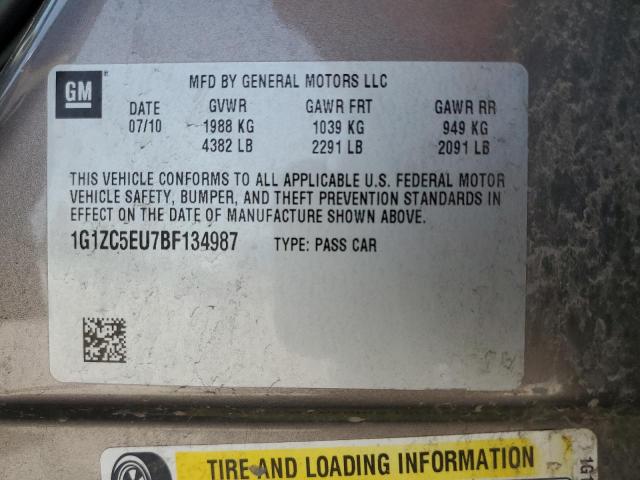 GM
MFD BY GENERAL MOTORS LLC
DATE GVWR GAWR FRT GAWR RR
07/10 1988 KG 1039 KG 949 KG
4382 LB 2291 LB 2091 LB
THIS VEHICLE CONFORMS TO ALL APPLICABLE U.S. FEDERAL MOTOR
VEHICLE SAFETY, BUMPER, AND THEFT PREVENTION STANDARDS IN
EFFECT ON THE DATE OF MANUFACTURE SHOWN ABOVE.
1G1ZC5EU7BF134987 TYPE: PASS CAR
TIRE AND LOADING INFORMATION
1G1